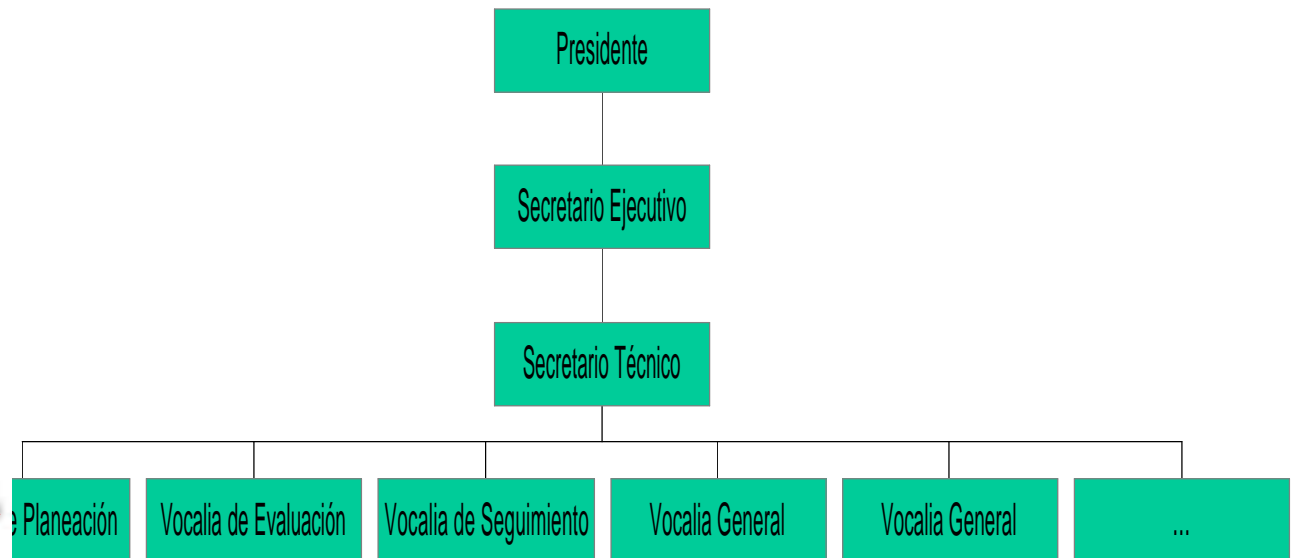 Presidente
Secretario Ejecutivo
Secretario Técnico
e Planeación
Vocalia de Evaluación
Vocalia de Seguimiento
Vocalia General
Vocalia General
...